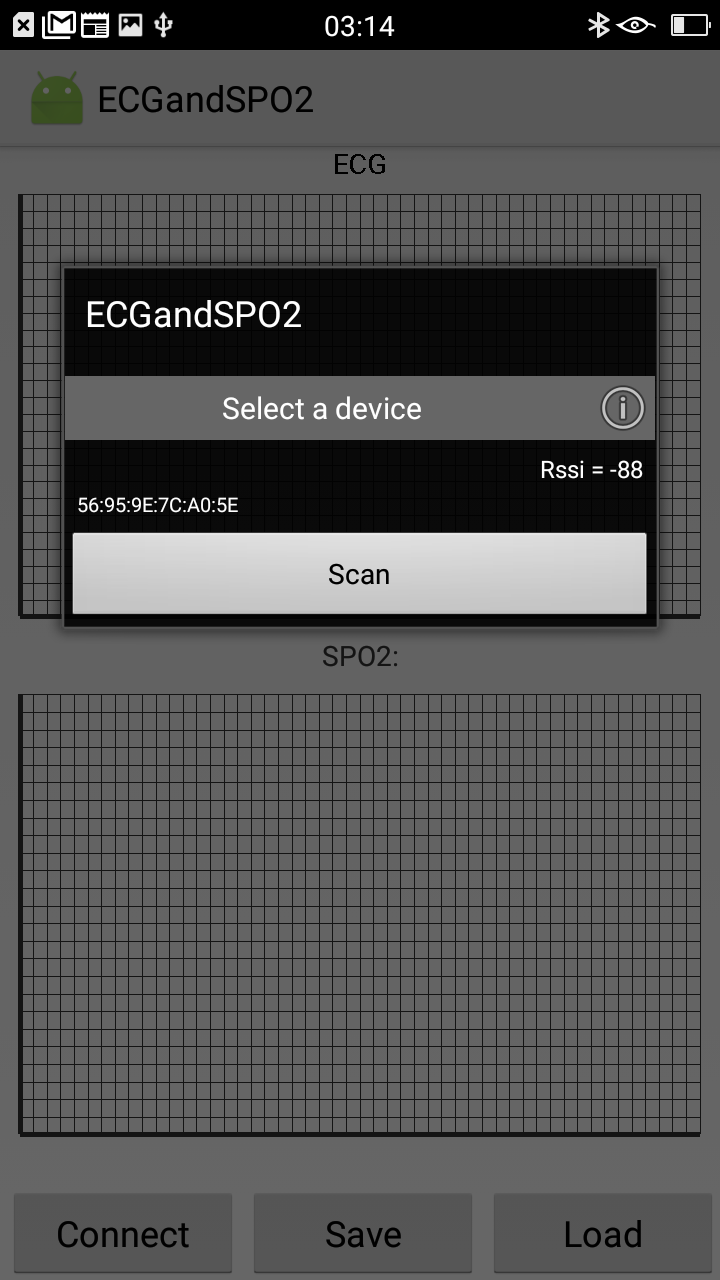 03:14
ECGandSPO2
ECG
ECGandSPO2
Select a device
Rssi = -88
56:95:9E:7C:A0:5E
Scan
SPO2:
Connect
Save
Load